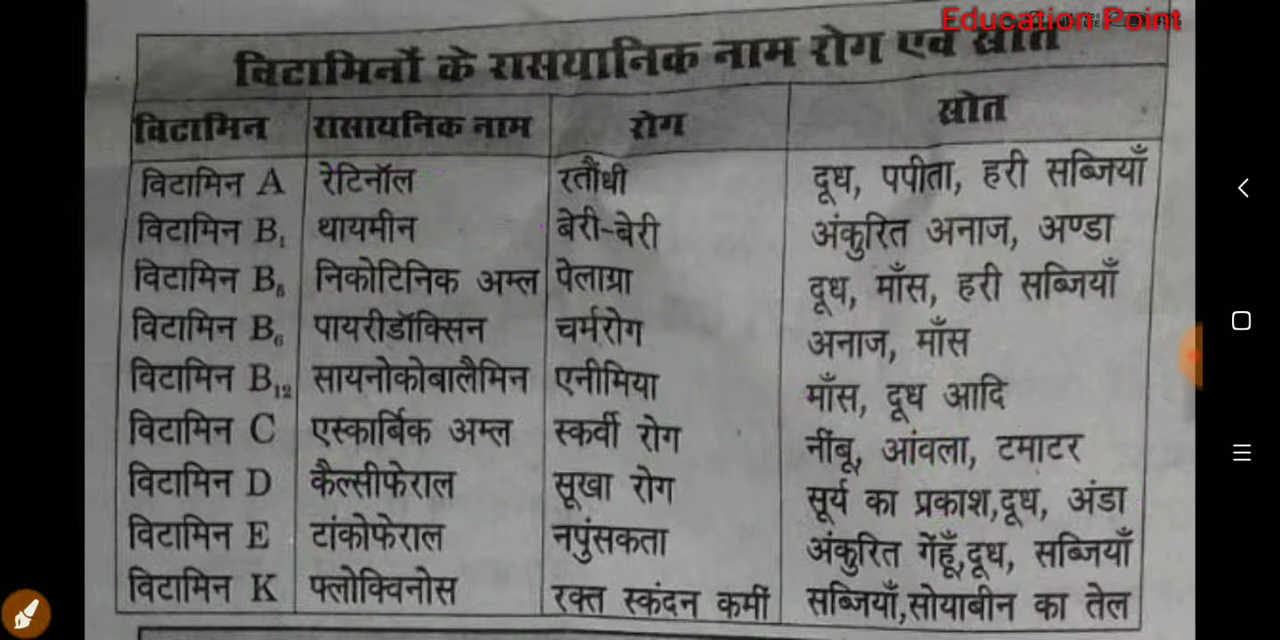 Education Point
विटामिनों के रासयानिक नाम रोग एवं स्रोत
विटामिन रासायनिक नाम रोग स्रोत
विटामिन A रेटिनॉल रतौंधी दूध, पपीता, हरी सब्जियाँ
विटामिन B₁ थायमीन बेरी-बेरी अंकुरित अनाज, अण्डा
विटामिन B₅ निकोटिनिक अम्ल पेलाग्रा दूध, माँस, हरी सब्जियाँ
विटामिन B₆ पायरीडॉक्सिन चर्मरोग अनाज, माँस
विटामिन B₁₂ सायनोकोबालैमिन एनीमिया माँस, दूध आदि
विटामिन C एस्कार्बिक अम्ल स्कर्वी रोग नींबू, आंवला, टमाटर
विटामिन D कैल्सीफेराल सूखा रोग सूर्य का प्रकाश,दूध, अंडा
विटामिन E टांकोफेराल नपुंसकता अंकुरित गेंहूँ,दूध, सब्जियाँ
विटामिन K फ्लोक्विनोस रक्त स्कंदन कमीं सब्जियाँ,सोयाबीन का तेल